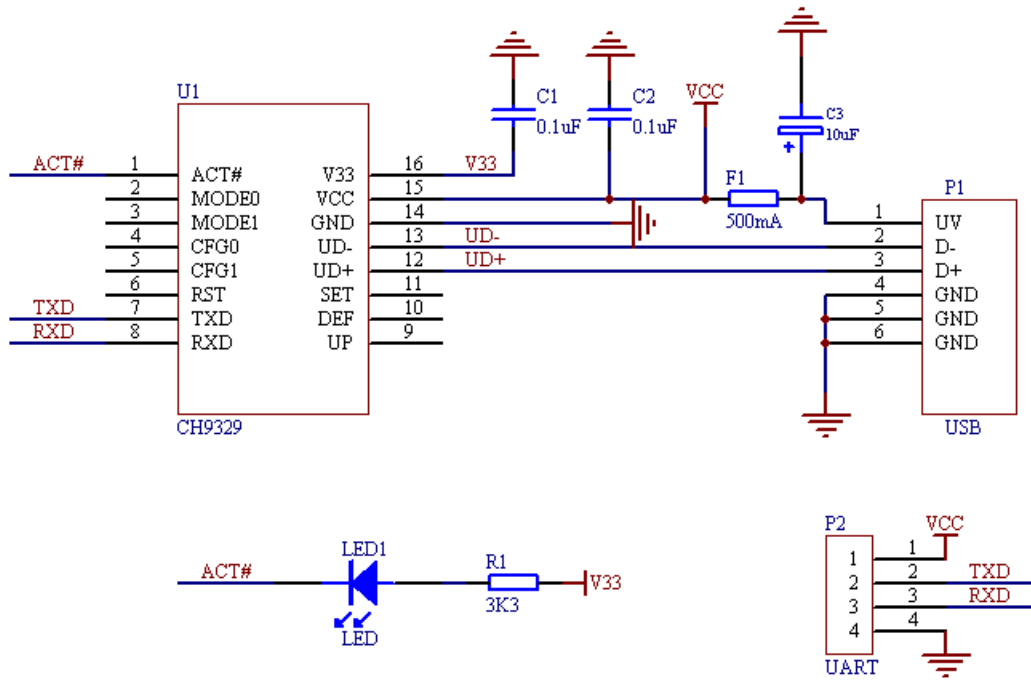 U1
ACT#
1 ACT#
2 MODE0
3 MODE1
4 CFG0
5 CFG1
6 RST
TXD 7 TXD
RXD 8 RXD
V33 16 V33
VCC 15
GND 14
UD- 13 UD-
UD+ 12 UD+
SET 11
DEF 10
UP 9
CH9329
C1
0.1uF
C2
0.1uF
VCC
C3
10uF
+
F1
500mA
P1
1 UV
2 D-
3 D+
4 GND
5 GND
6 GND
USB
ACT#
LED1
LED
R1
3K3
V33
P2
VCC
1 1
2 2 TXD
3 3 RXD
4 4
UART